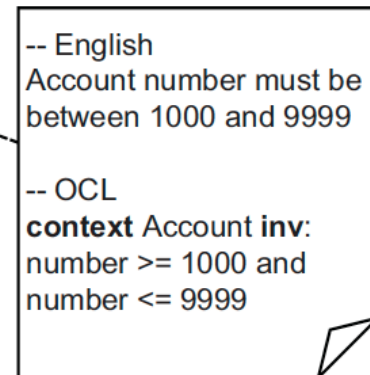 -- English
Account number must be
between 1000 and 9999
-- OCL
context Account inv:
number >= 1000 and
number <= 9999